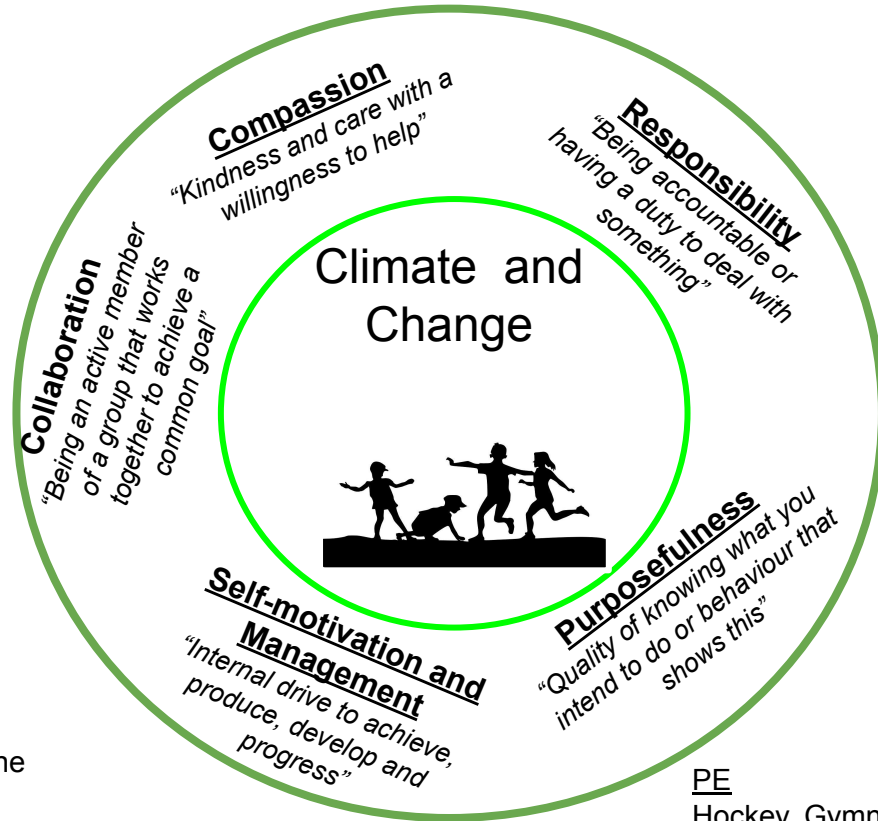 Compassion
“Kindness and care with a
willingness to help”
Responsibility
“Being accountable or
having a duty to deal with
something”
Collaboration
“Being an active member
of a group that works
together to achieve a
common goal”
Climate and
Change
Purposefulness
“Quality of knowing what you
intend to do or behaviour that
shows this”
Self-motivation and
Management
“Internal drive to achieve,
produce, develop and
progress”
PE
Hockey, Gymn